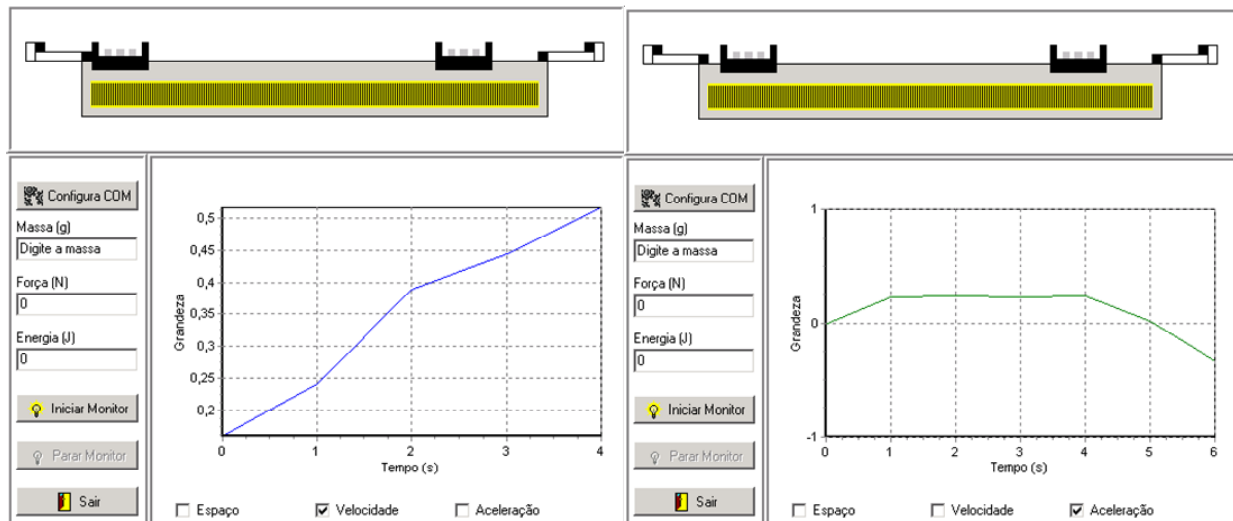 Configura COM
Massa (g)
Digite a massa
Força (N)
0
Energia (J)
0
Iniciar Monitor
Parar Monitor
Sair
Grandeza
0,5
0,45
0,4
0,35
0,3
0,25
0,2
0 1 2 3 4
Tempo (s)
Espaço Velocidade Aceleração
Configura COM
Massa (g)
Digite a massa
Força (N)
0
Energia (J)
0
Iniciar Monitor
Parar Monitor
Sair
Grandeza
1
0
-1
0 1 2 3 4 5 6
Tempo (s)
Espaço Velocidade Aceleração